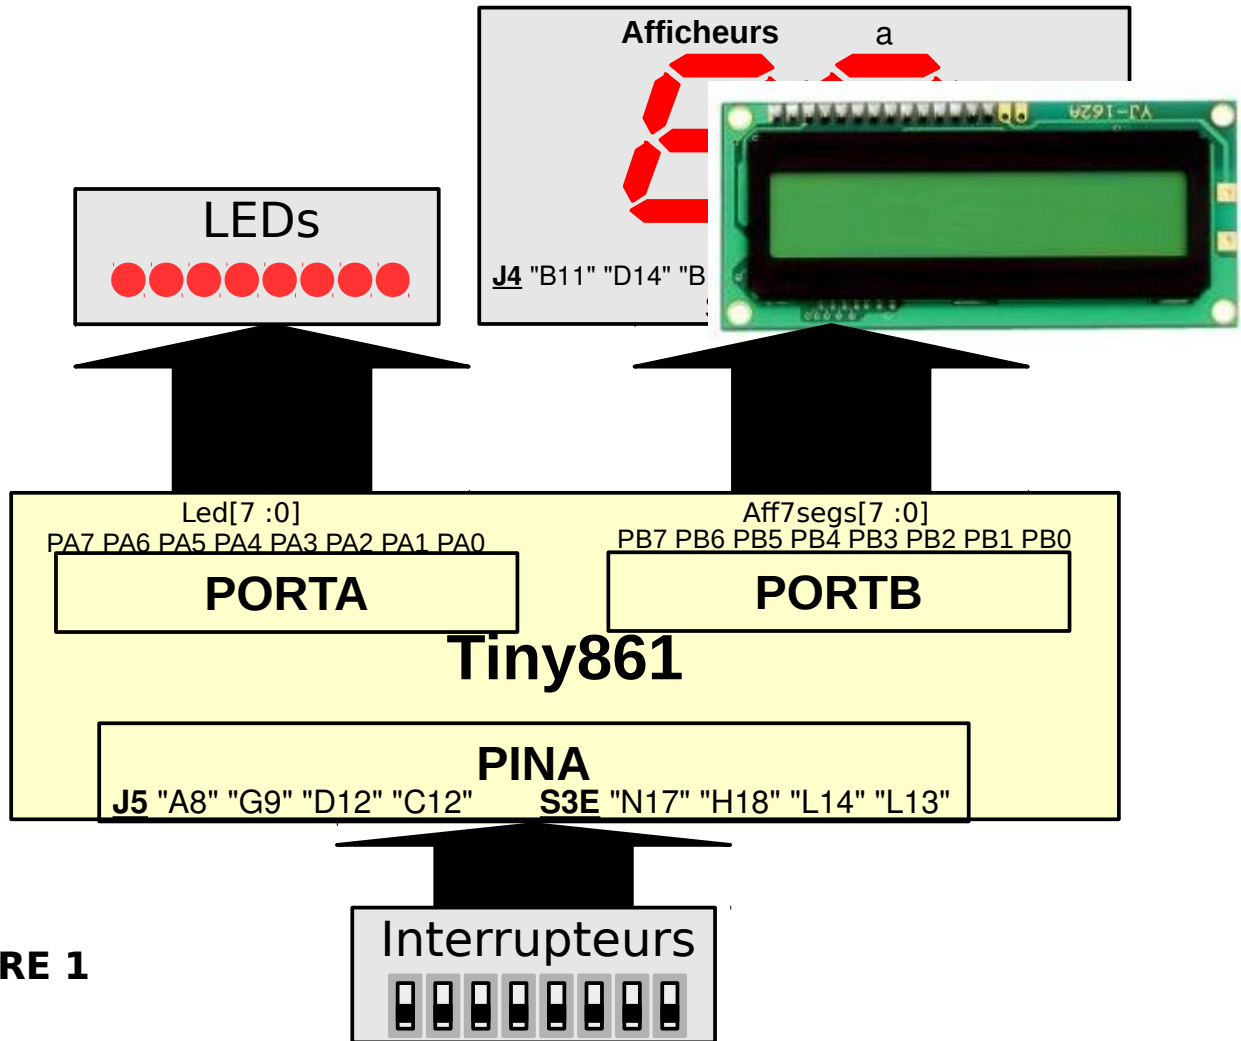 Afficheurs a
YJ-162A
LEDs
J4 "B11" "D14" "B
Led[7 :0]
PA7 PA6 PA5 PA4 PA3 PA2 PA1 PA0
PORTA
Aff7segs[7 :0]
PB7 PB6 PB5 PB4 PB3 PB2 PB1 PB0
PORTB
Tiny861
PINA
J5 "A8" "G9" "D12" "C12" S3E "N17" "H18" "L14" "L13"
Interrupteurs
RE 1